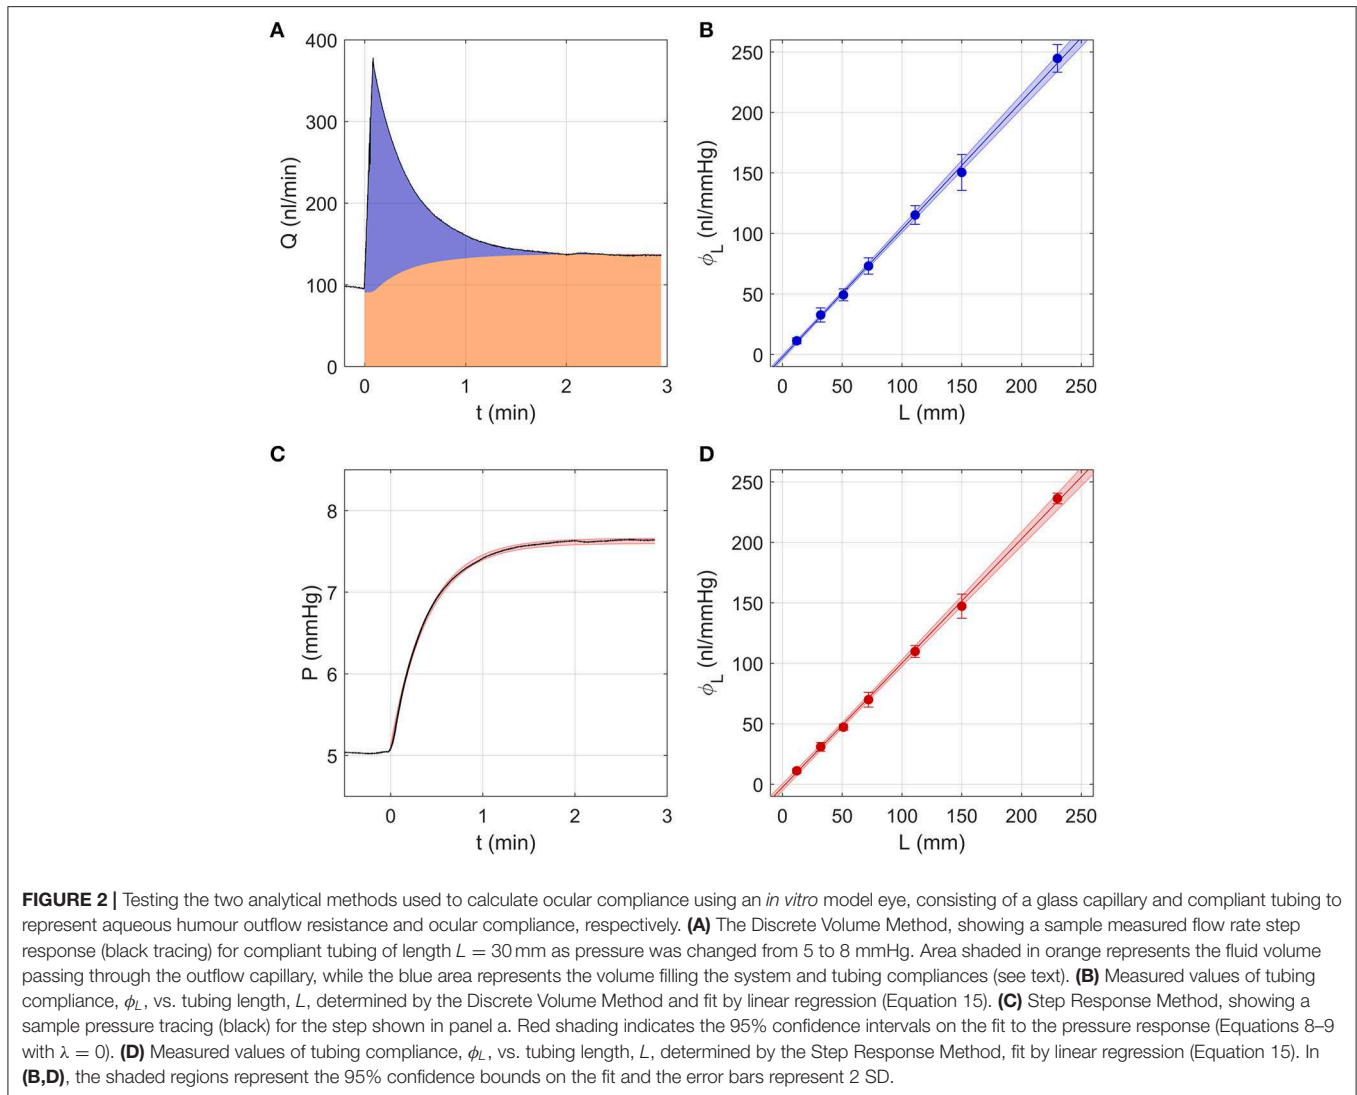 A
400
300
200
100
0
Q (nl/min)
0
1
2
3
t (min)
B
250
200
150
100
50
0
ϕL (nl/mmHg)
0
50
100
150
200
250
L (mm)
C
8
7
6
5
P (mmHg)
0
1
2
3
t (min)
D
250
200
150
100
50
0
ϕL (nl/mmHg)
0
50
100
150
200
250
L (mm)
FIGURE 2 | Testing the two analytical methods used to calculate ocular compliance using an in vitro model eye, consisting of a glass capillary and compliant tubing to
represent aqueous humour outflow resistance and ocular compliance, respectively. (A) The Discrete Volume Method, showing a sample measured flow rate step
response (black tracing) for compliant tubing of length L = 30 mm as pressure was changed from 5 to 8 mmHg. Area shaded in orange represents the fluid volume
passing through the outflow capillary, while the blue area represents the volume filling the system and tubing compliances (see text). (B) Measured values of tubing
compliance, ϕL, vs. tubing length, L, determined by the Discrete Volume Method and fit by linear regression (Equation 15). (C) Step Response Method, showing a
sample pressure tracing (black) for the step shown in panel a. Red shading indicates the 95% confidence intervals on the fit to the pressure response (Equations 8–9
with λ = 0). (D) Measured values of tubing compliance, ϕL, vs. tubing length, L, determined by the Step Response Method, fit by linear regression (Equation 15). In
(B,D), the shaded regions represent the 95% confidence bounds on the fit and the error bars represent 2 SD.